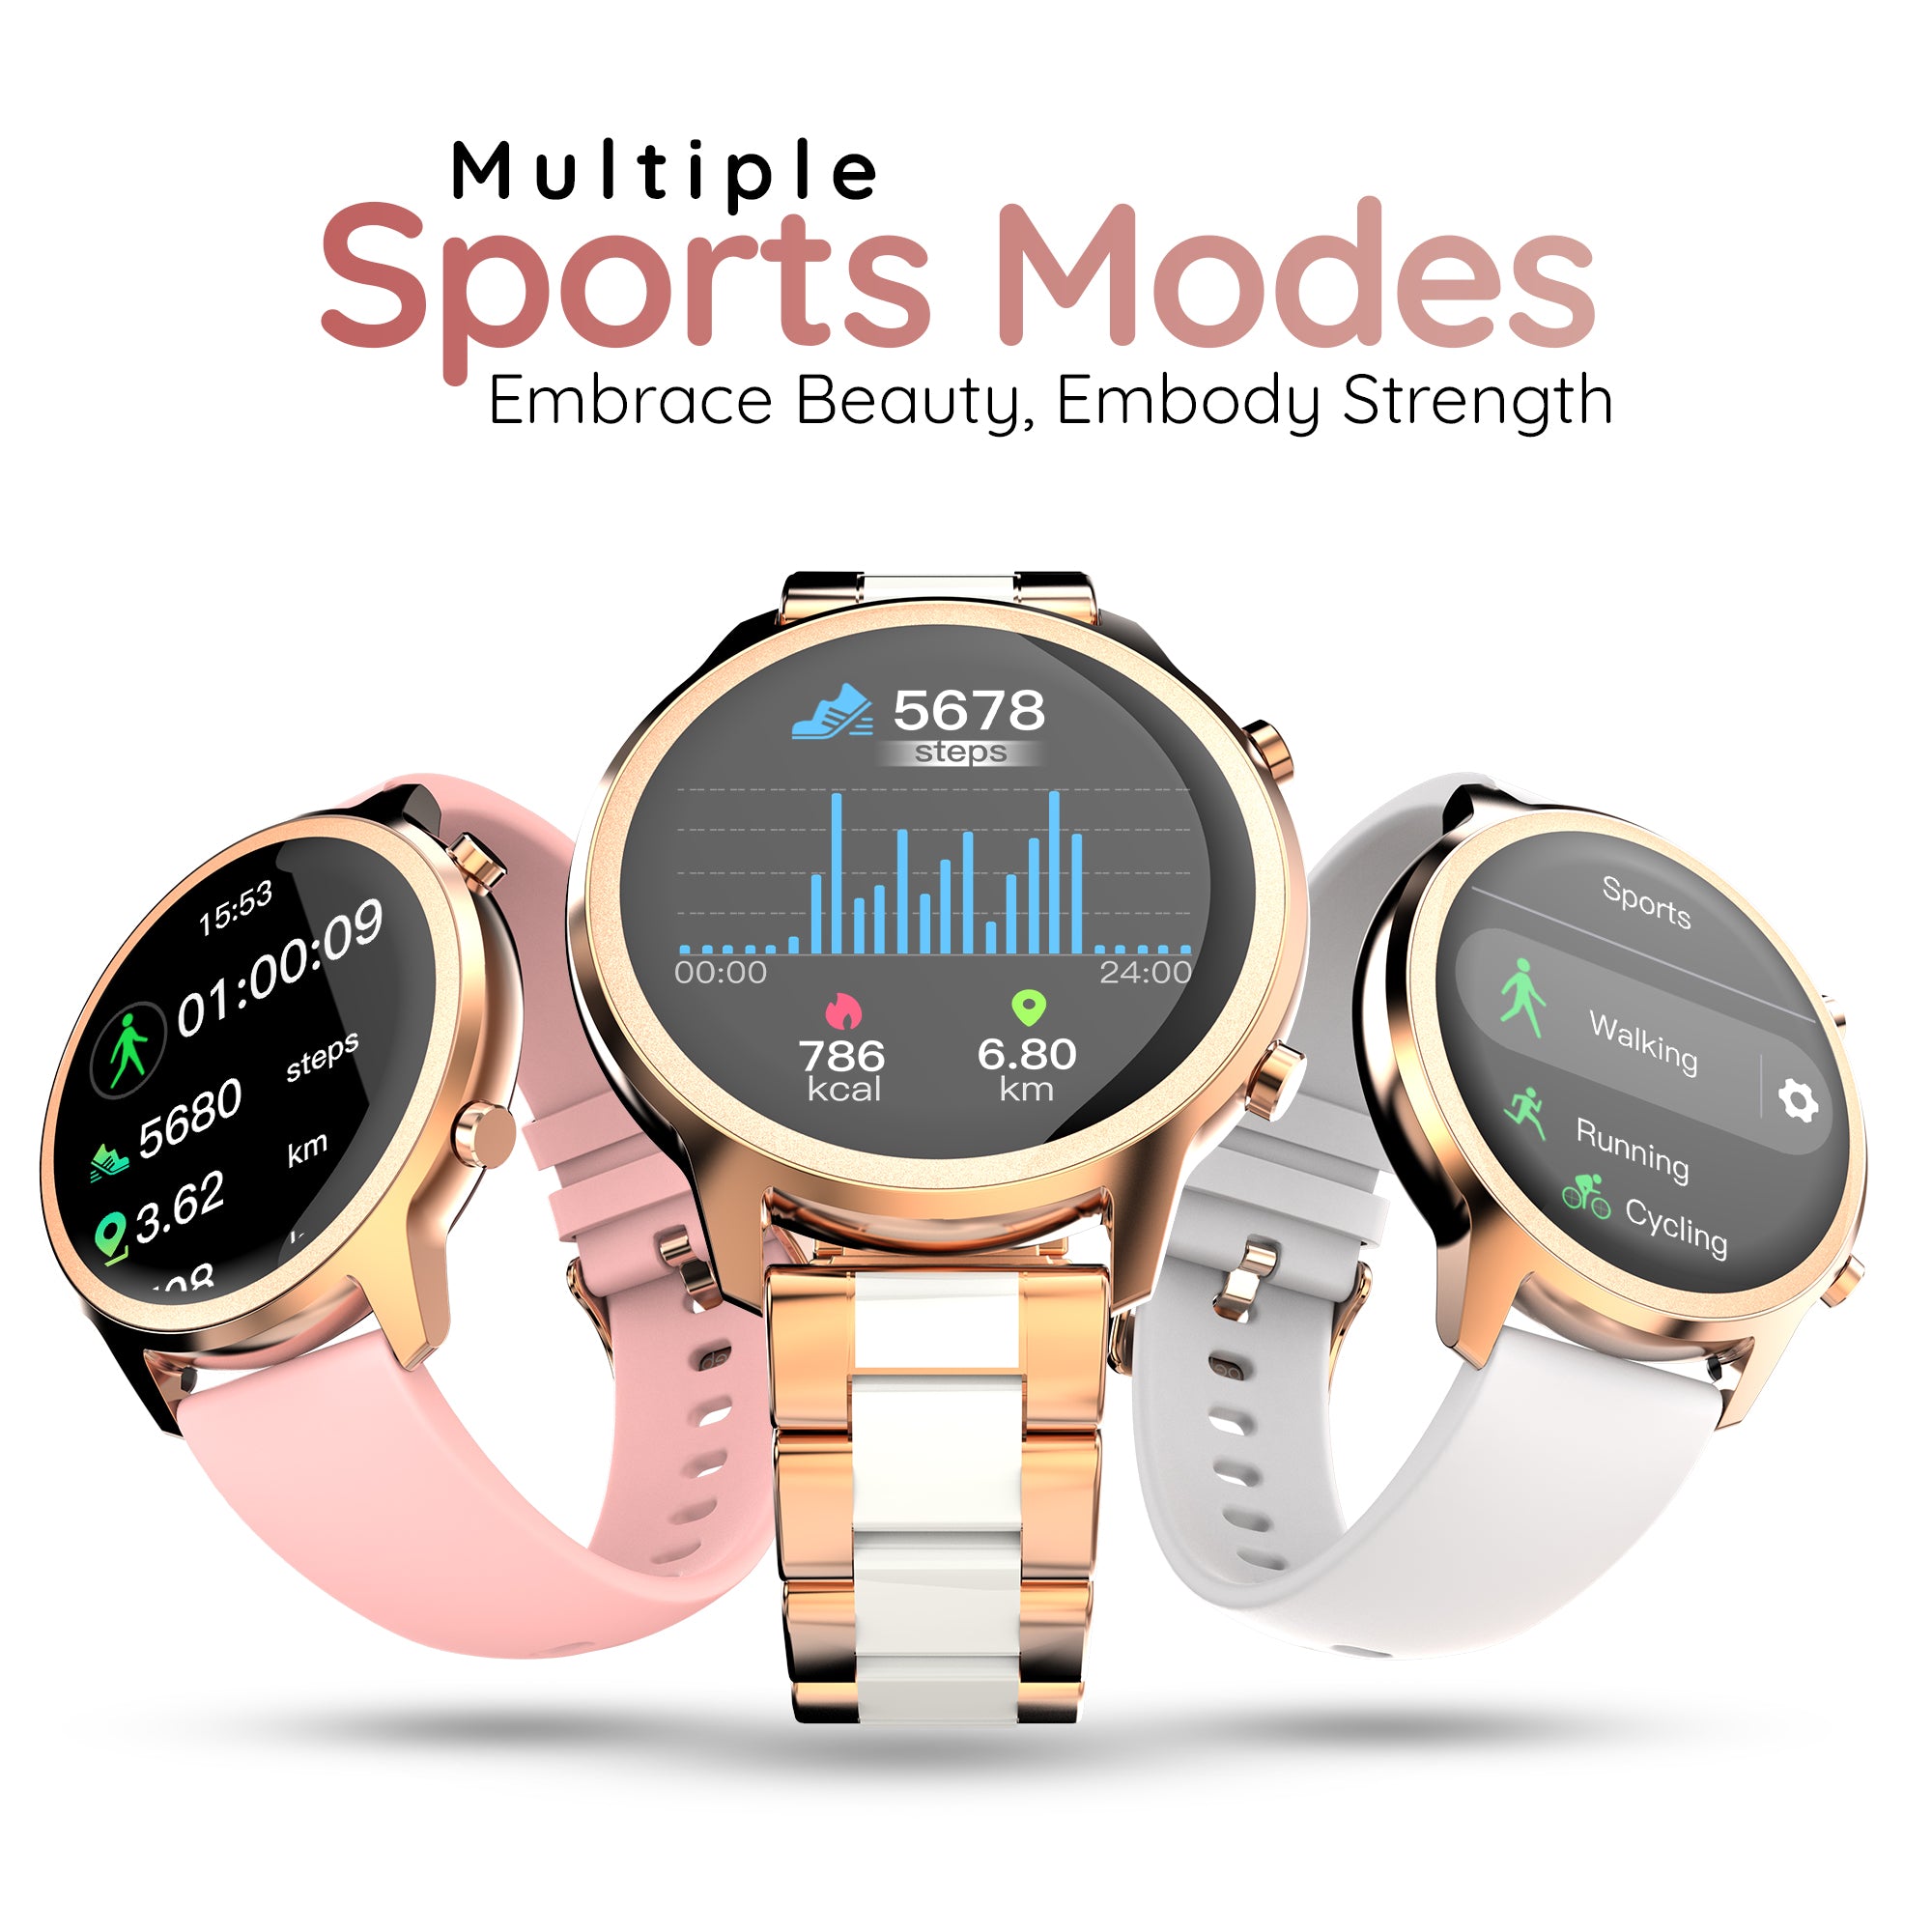 Multiple
Sports Modes
Embrace Beauty, Embody Strength
15:53
01:00:09
5680 steps
3.62 km
5678
steps
00:00 24:00
786 6.80
kcal km
Sports
Walking
Running
Cycling